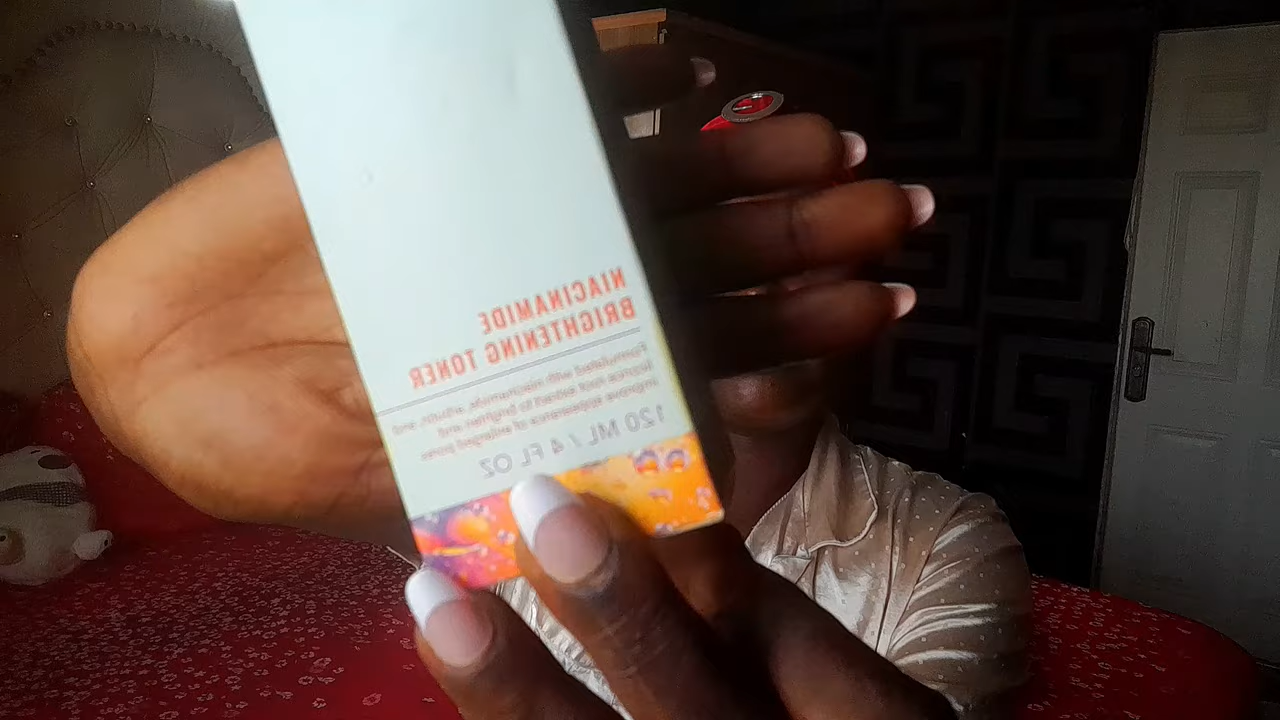 NIACINAMIDE
BRIGHTENING TONER
Formulated with niacinamide, arbutin, and
licorice root extract to brighten and
improve appearance of enlarged pores
120 ML / 4 FL OZ